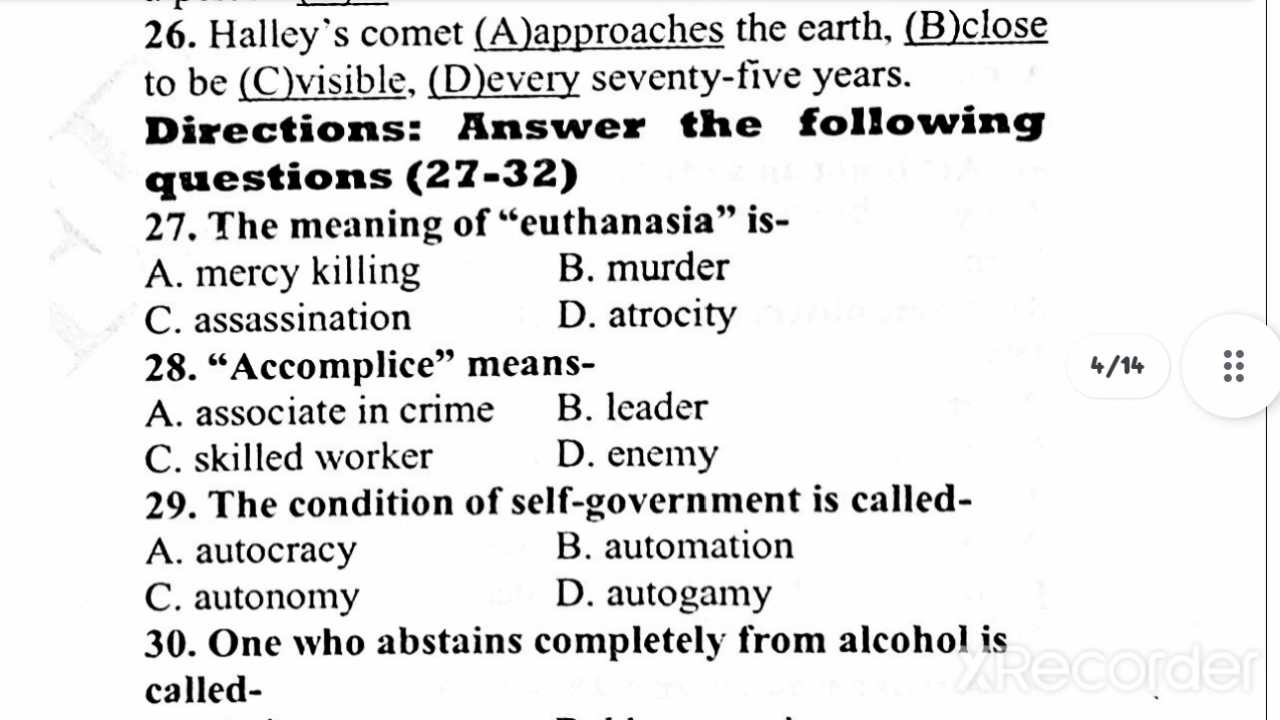 26. Halley's comet (A)approaches the earth, (B)close
to be (C)visible, (D)every seventy-five years.
Directions: Answer the following
questions (27-32)
27. The meaning of “euthanasia” is-
A. mercy killing B. murder
C. assassination D. atrocity
28. “Accomplice” means-
A. associate in crime B. leader
C. skilled worker D. enemy
29. The condition of self-government is called-
A. autocracy B. automation
C. autonomy D. autogamy
30. One who abstains completely from alcohol is
called-
4/14
XRecorder